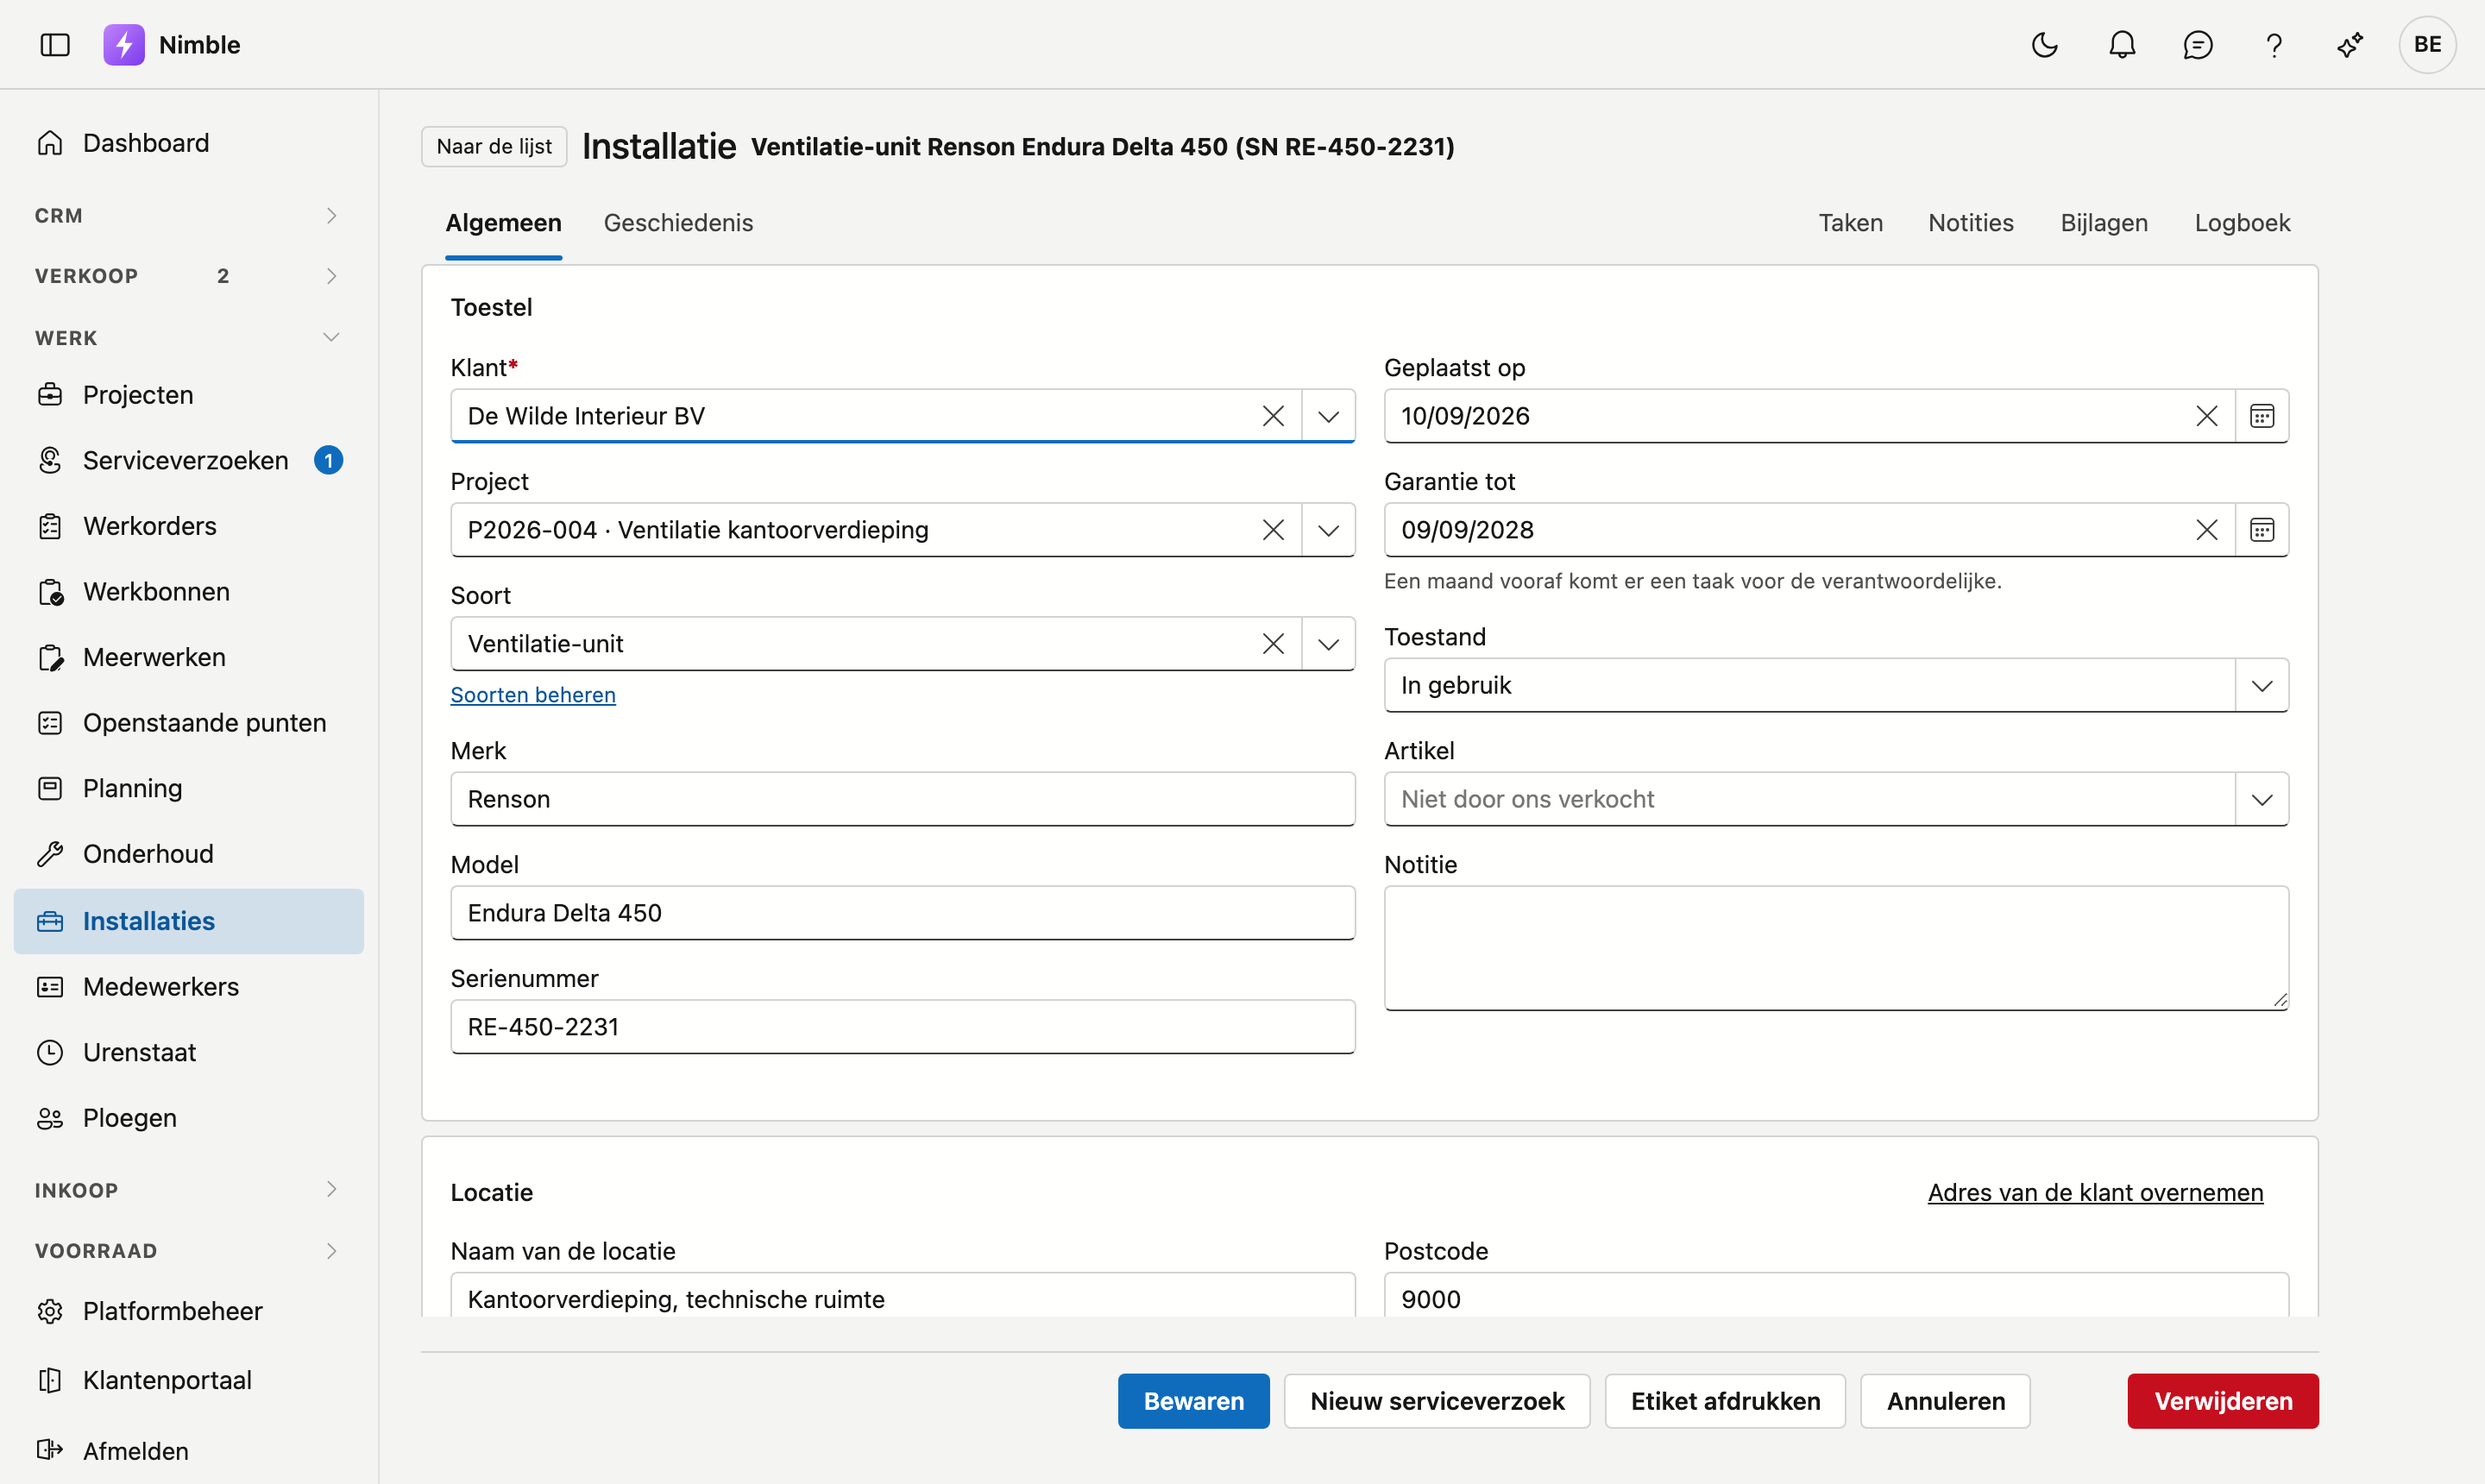 Nimble
BE
Dashboard
CRM
VERKOOP 2
WERK
Projecten
Serviceverzoeken 1
Werkorders
Werkbonnen
Meerwerken
Openstaande punten
Planning
Onderhoud
Installaties
Medewerkers
Urenstaat
Ploegen
INKOOP
VOORRAAD
Platformbeheer
Klantenportaal
Afmelden
Naar de lijst Installatie Ventilatie-unit Renson Endura Delta 450 (SN RE-450-2231)
Algemeen Geschiedenis Taken Notities Bijlagen Logboek
Toestel
Klant*
De Wilde Interieur BV
Project
P2026-004 · Ventilatie kantoorverdieping
Soort
Ventilatie-unit
Soorten beheren
Merk
Renson
Model
Endura Delta 450
Serienummer
RE-450-2231
Geplaatst op
10/09/2026
Garantie tot
09/09/2028
Een maand vooraf komt er een taak voor de verantwoordelijke.
Toestand
In gebruik
Artikel
Niet door ons verkocht
Notitie
Locatie Adres van de klant overnemen
Naam van de locatie
Kantoorverdieping, technische ruimte
Postcode
9000
Bewaren Nieuw serviceverzoek Etiket afdrukken Annuleren Verwijderen